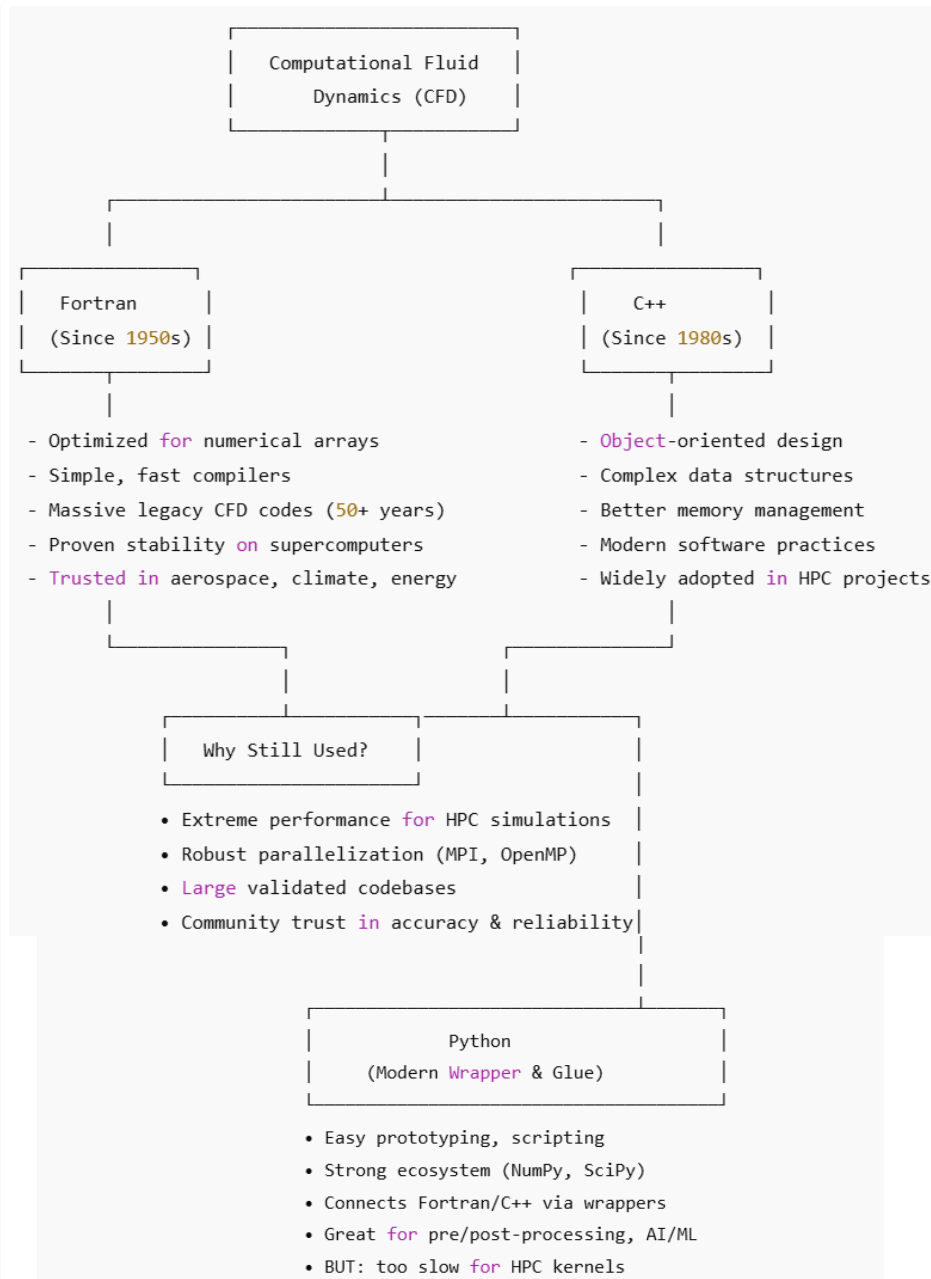 Computational Fluid
Dynamics (CFD)
Fortran
(Since 1950s)
C++
(Since 1980s)
- Optimized for numerical arrays
- Simple, fast compilers
- Massive legacy CFD codes (50+ years)
- Proven stability on supercomputers
- Trusted in aerospace, climate, energy
- Object-oriented design
- Complex data structures
- Better memory management
- Modern software practices
- Widely adopted in HPC projects
Why Still Used?
• Extreme performance for HPC simulations
• Robust parallelization (MPI, OpenMP)
• Large validated codebases
• Community trust in accuracy & reliability
Python
(Modern Wrapper & Glue)
• Easy prototyping, scripting
• Strong ecosystem (NumPy, SciPy)
• Connects Fortran/C++ via wrappers
• Great for pre/post-processing, AI/ML
• BUT: too slow for HPC kernels